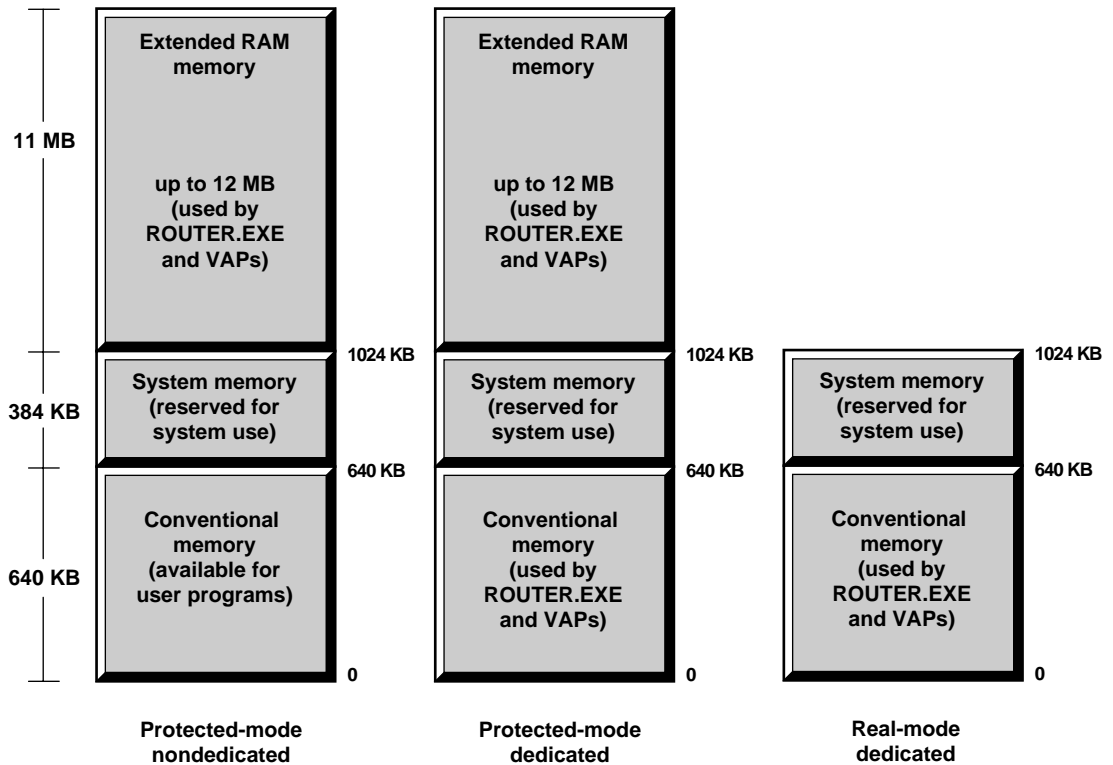 11 MB
384 KB
640 KB
Extended RAM
memory
up to 12 MB
(used by
ROUTER.EXE
and VAPs)
1024 KB
System memory
(reserved for
system use)
640 KB
Conventional
memory
(available for
user programs)
0
Protected-mode
nondedicated
Extended RAM
memory
up to 12 MB
(used by
ROUTER.EXE
and VAPs)
1024 KB
System memory
(reserved for
system use)
640 KB
Conventional
memory
(used by
ROUTER.EXE
and VAPs)
0
Protected-mode
dedicated
1024 KB
System memory
(reserved for
system use)
640 KB
Conventional
memory
(used by
ROUTER.EXE
and VAPs)
0
Real-mode
dedicated